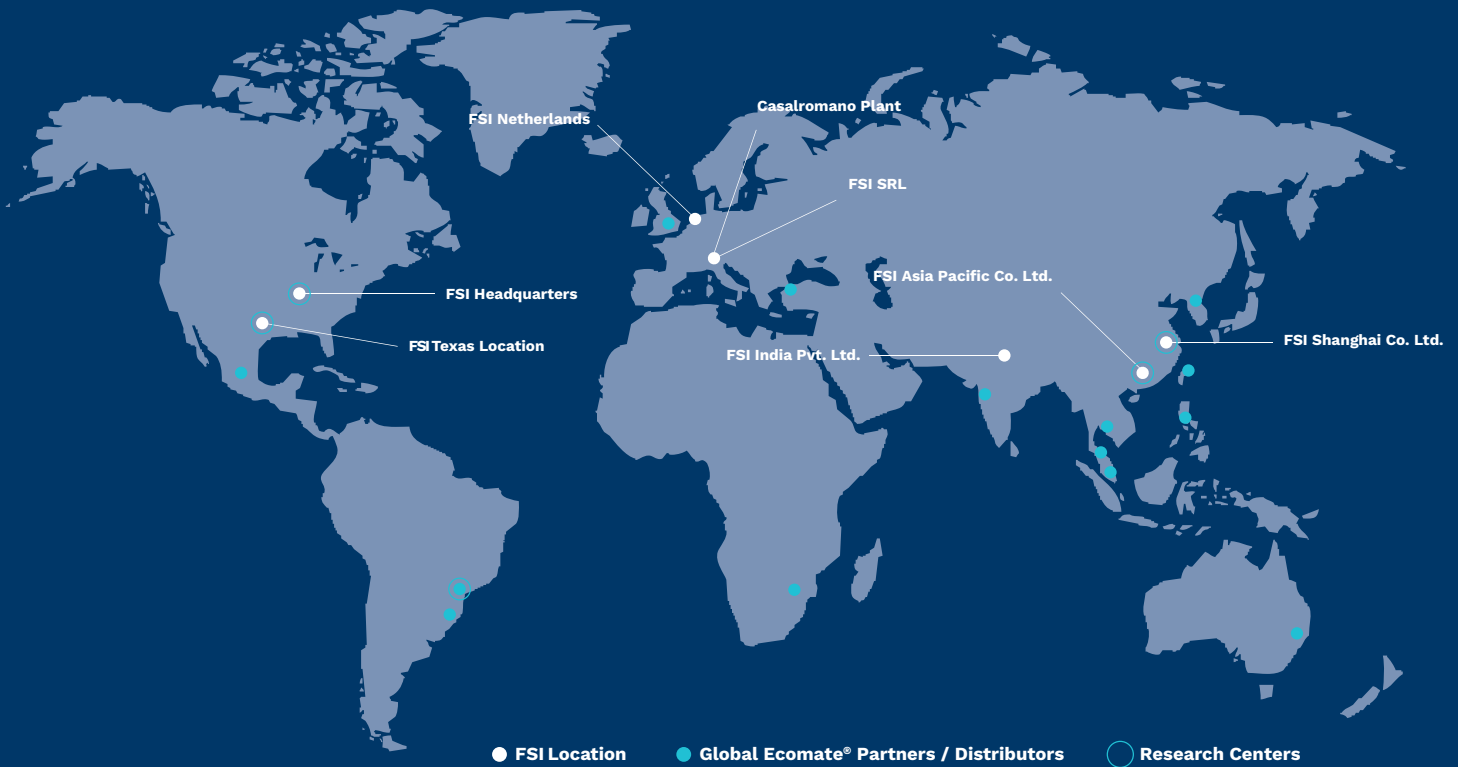 Casalromano Plant
FSI Netherlands
FSI SRL
FSI Asia Pacific Co. Ltd.
FSI Headquarters
FSI Shanghai Co. Ltd.
FSI Texas Location
FSI India Pvt. Ltd.
FSI Location
Global Ecomate® Partners / Distributors
Research Centers